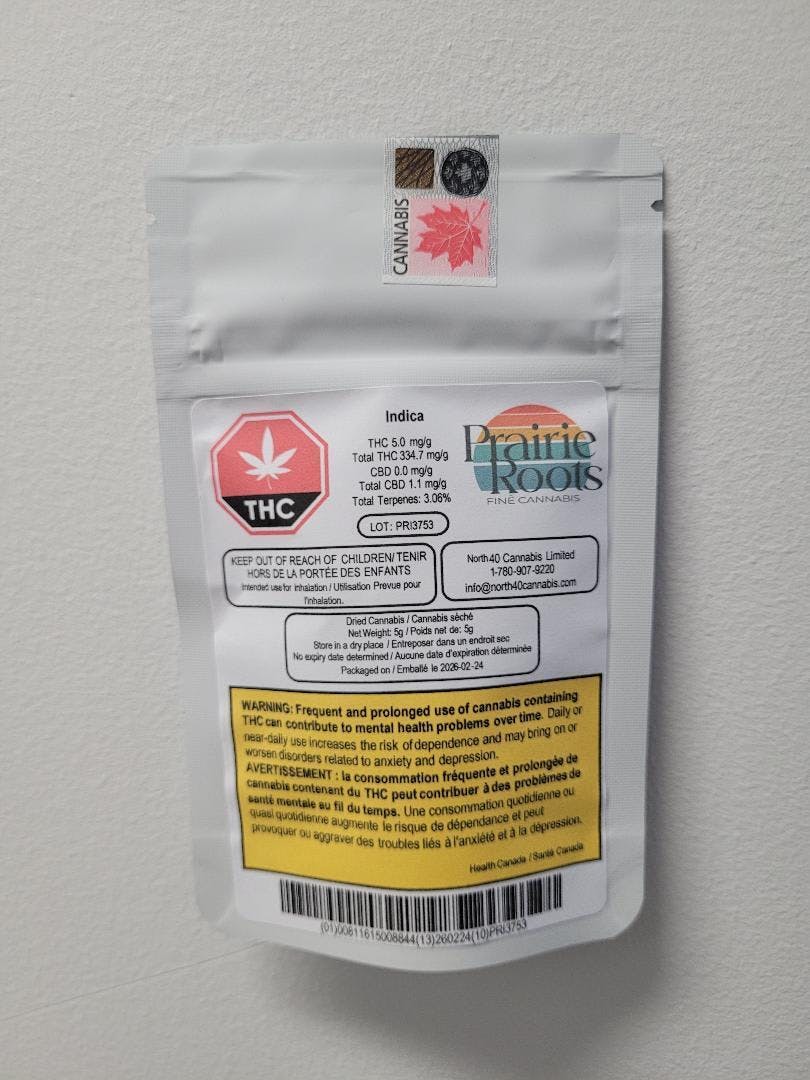 CANNABIS
Indica
THC 5.0 mg/g
Total THC 334.7 mg/g
CBD 0.0 mg/g
Total CBD 1.1 mg/g
Total Terpenes: 3.06%
LOT: PRI3753
THC
Prairie
Roots
FINE CANNABIS
KEEP OUT OF REACH OF CHILDREN/ TENIR
HORS DE LA PORTÉE DES ENFANTS
Intended use for inhalation / Utilisation Prevue pour
l'inhalation.
North40 Cannabis Limited
1-780-907-9220
info@north40cannabis.com
Dried Cannabis / Cannabis séché
Net Weight: 5g / Poids net de: 5g
Store in a dry place / Entreposer dans un endroit sec
No expiry date determined / Aucune date d'expiration déterminée
Packaged on / Emballé le 2026-02-24
WARNING: Frequent and prolonged use of cannabis containing
THC can contribute to mental health problems over time. Daily or
near-daily use increases the risk of dependence and may bring on or
worsen disorders related to anxiety and depression.
AVERTISSEMENT : la consommation fréquente et prolongée de
cannabis contenant du THC peut contribuer à des problèmes de
santé mentale au fil du temps. Une consommation quotidienne ou
quasi quotidienne augmente le risque de dépendance et peut
provoquer ou aggraver des troubles liés à l'anxiété et à la dépression.
Health Canada / Santé Canada
(01)00811615008844(13)260224(10)PRI3753